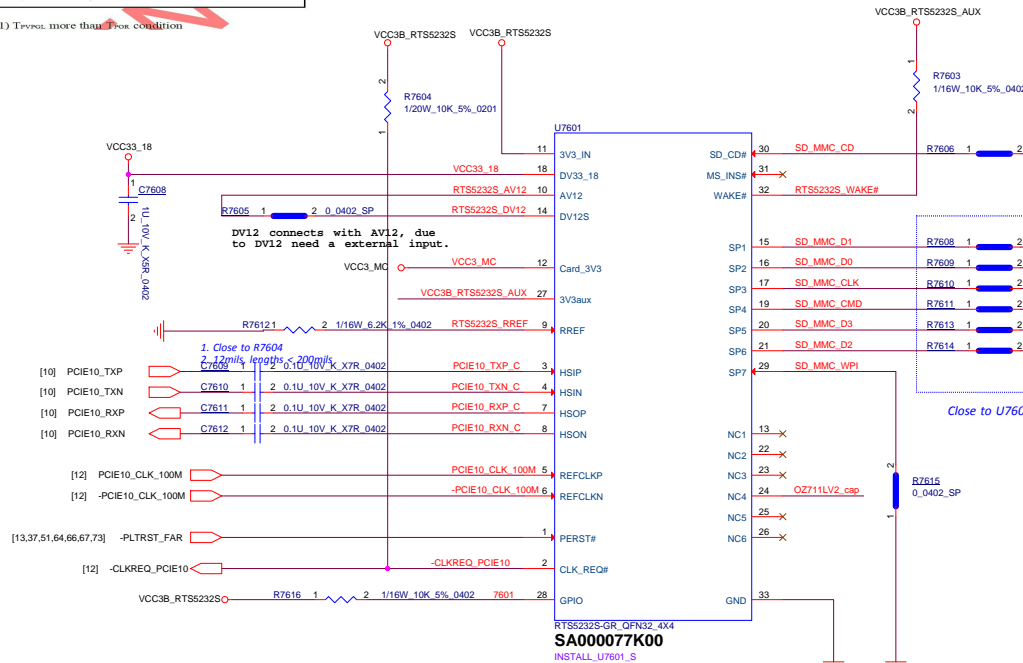 1) TPVPGL more than TPOR condition
VCC3B_RTS5232S
VCC3B_RTS5232S
VCC3B_RTS5232S_AUX
2
R7604
1/20W_10K_5%_0201
1
1
R7603
1/16W_10K_5%_0402
2
VCC33_18
1
C7608
2
1U_10V_K_X5R_0402
U7601
11 3V3_IN
VCC33_18 18 DV33_18
RTS5232S_AV12 10 AV12
R7605 1 2 0_0402_SP RTS5232S_DV12 14 DV12S
DV12 connects with AV12, due
to DV12 need a external input.
VCC3_MC VCC3_MC 12 Card_3V3
VCC3B_RTS5232S_AUX 27 3V3aux
R7612 1 2 1/16W_6.2K_1%_0402 RTS5232S_RREF 9 RREF
1. Close to R7604
2. 12mils, lengths < 200mils
[10] PCIE10_TXP C7609 1 2 0.1U_10V_K_X7R_0402 PCIE10_TXP_C 3 HSIP
[10] PCIE10_TXN C7610 1 2 0.1U_10V_K_X7R_0402 PCIE10_TXN_C 4 HSIN
[10] PCIE10_RXP C7611 1 2 0.1U_10V_K_X7R_0402 PCIE10_RXP_C 7 HSOP
[10] PCIE10_RXN C7612 1 2 0.1U_10V_K_X7R_0402 PCIE10_RXN_C 8 HSON
[12] PCIE10_CLK_100M PCIE10_CLK_100M 5 REFCLKP
[12] -PCIE10_CLK_100M -PCIE10_CLK_100M 6 REFCLKN
[13,37,51,64,66,67,73] -PLTRST_FAR 1 PERST#
[12] -CLKREQ_PCIE10 -CLKREQ_PCIE10 2 CLK_REQ#
VCC3B_RTS5232S R7616 1 2 1/16W_10K_5%_0402 7601 28 GPIO
SD_CD# 30 SD_MMC_CD R7606 1 2
MS_INS# 31
WAKE# 32 RTS5232S_WAKE#
SP1 15 SD_MMC_D1 R7608 1 2
SP2 16 SD_MMC_D0 R7609 1 2
SP3 17 SD_MMC_CLK R7610 1 2
SP4 19 SD_MMC_CMD R7611 1 2
SP5 20 SD_MMC_D3 R7613 1 2
SP6 21 SD_MMC_D2 R7614 1 2
SP7 29 SD_MMC_WPI
Close to U760
NC1 13
NC2 22
NC3 23
NC4 24 OZ711LV2_cap
NC5 25
NC6 26
2
R7615
0_0402_SP
1
GND 33
RTS5232S-GR_QFN32_4X4
SA000077K00
INSTALL_U7601_S